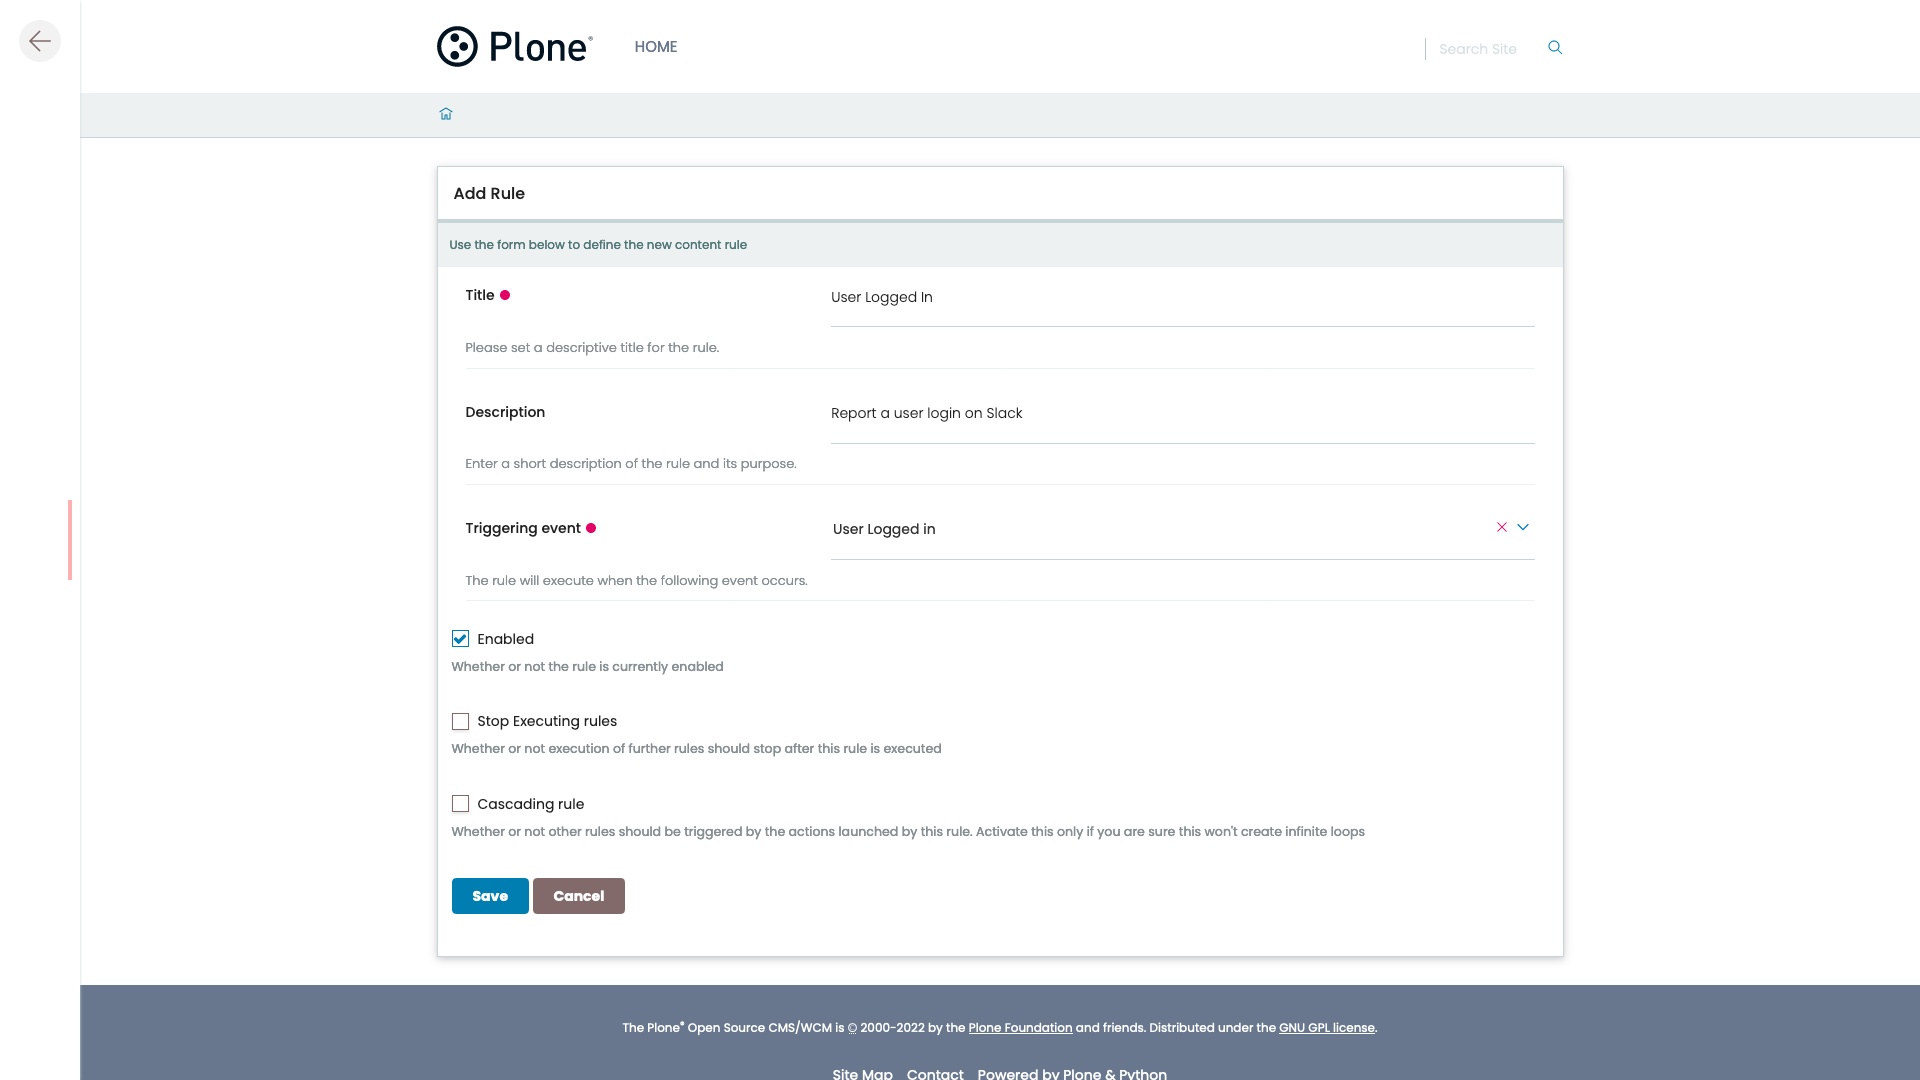 Plone®
HOME
Search Site
Add Rule
Use the form below to define the new content rule
Title
User Logged In
Please set a descriptive title for the rule.
Description
Report a user login on Slack
Enter a short description of the rule and its purpose.
Triggering event
User Logged in
The rule will execute when the following event occurs.
Enabled
Whether or not the rule is currently enabled
Stop Executing rules
Whether or not execution of further rules should stop after this rule is executed
Cascading rule
Whether or not other rules should be triggered by the actions launched by this rule. Activate this only if you are sure this won't create infinite loops
Save Cancel
The Plone® Open Source CMS/WCM is © 2000-2022 by the Plone Foundation and friends. Distributed under the GNU GPL license.
Site Map Contact Powered by Plone & Python